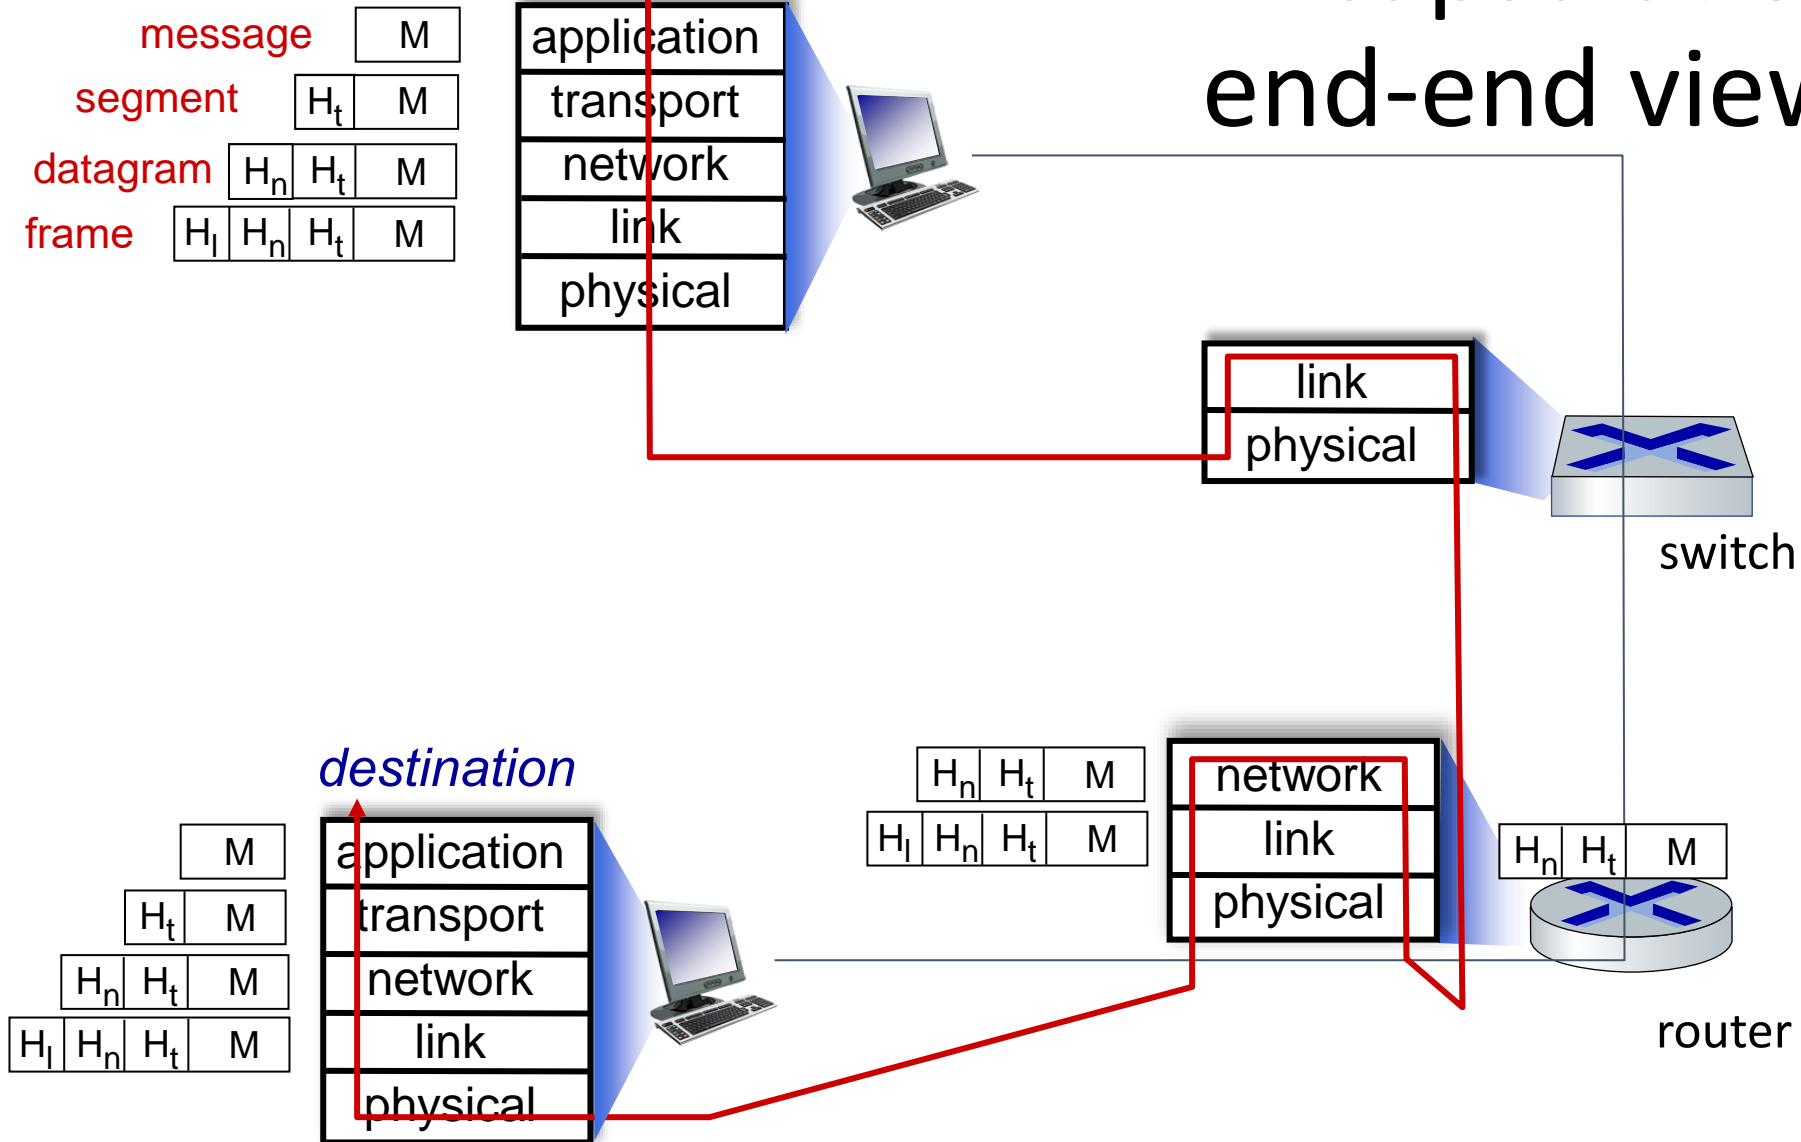 end-end view
message M
segment Ht M
datagram Hn Ht M
frame Hl Hn Ht M
application
transport
network
link
physical
link
physical
switch
destination
M
Ht M
Hn Ht M
Hl Hn Ht M
application
transport
network
link
physical
Hn Ht M
Hl Hn Ht M
network
link
physical
Hn Ht M
router